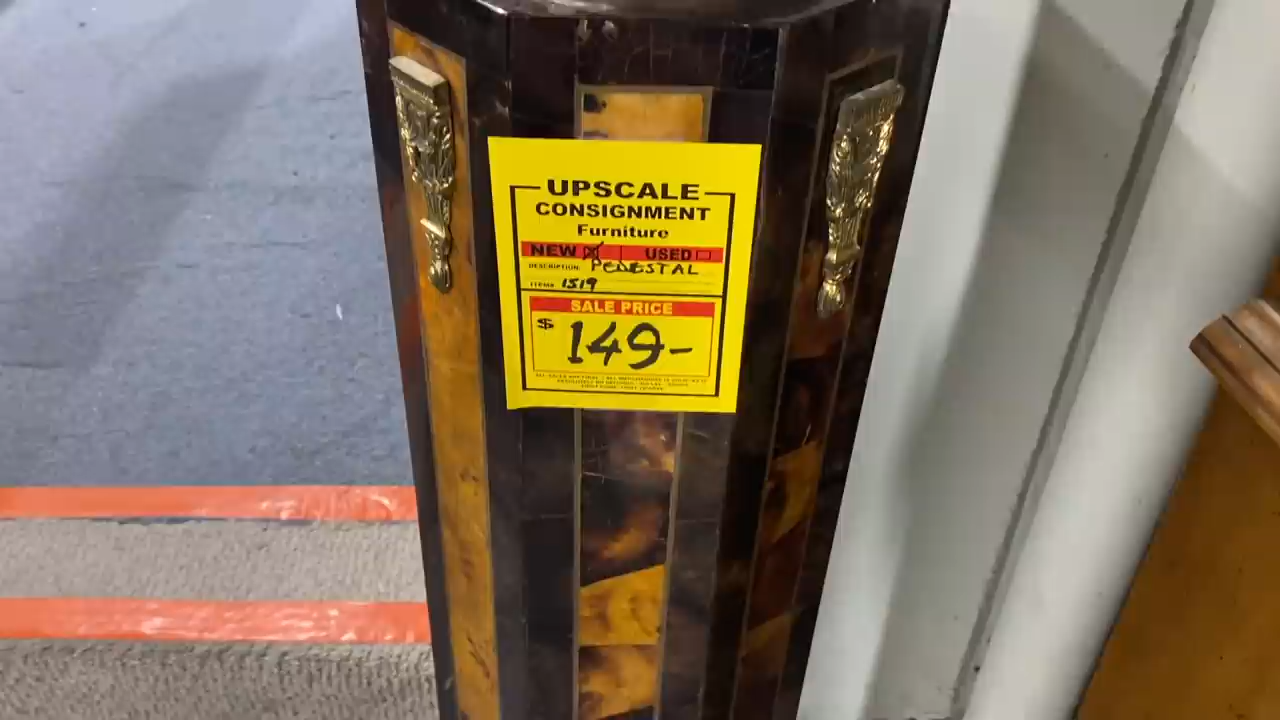 UPSCALE
CONSIGNMENT
Furniture
NEW ☒ USED ☐
DESCRIPTION: PEDESTAL
ITEM# 1519
SALE PRICE
$ 149-